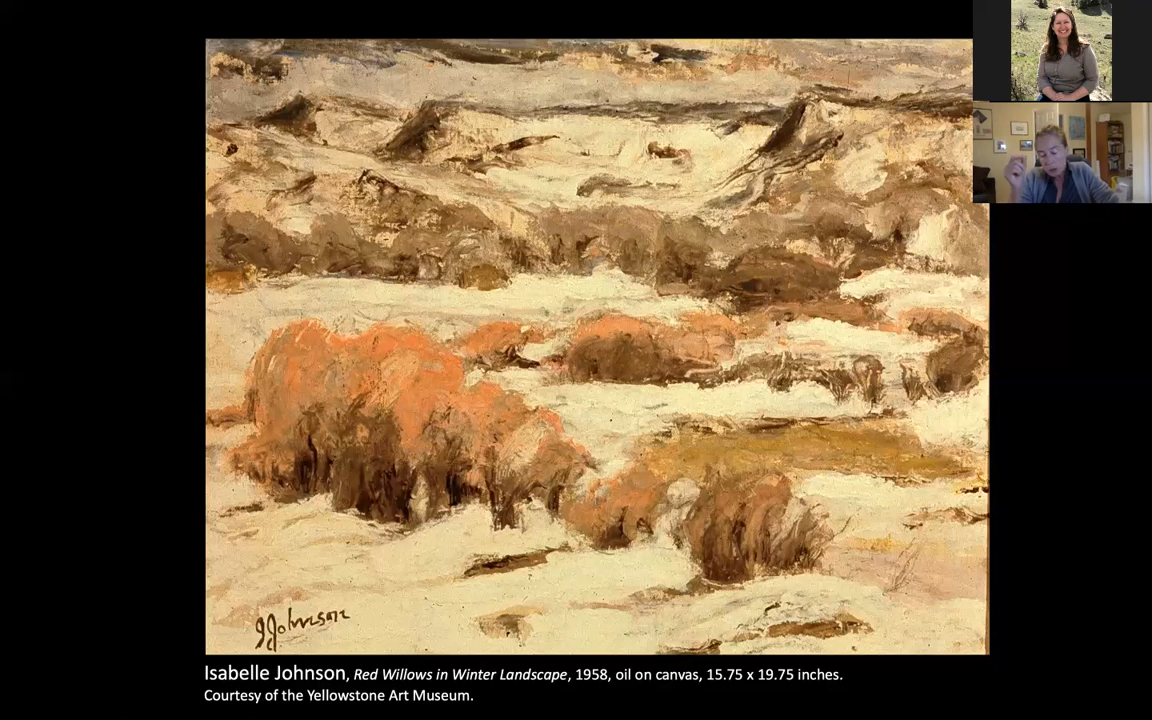 J Johnson
Isabelle Johnson, Red Willows in Winter Landscape, 1958, oil on canvas, 15.75 x 19.75 inches.
Courtesy of the Yellowstone Art Museum.